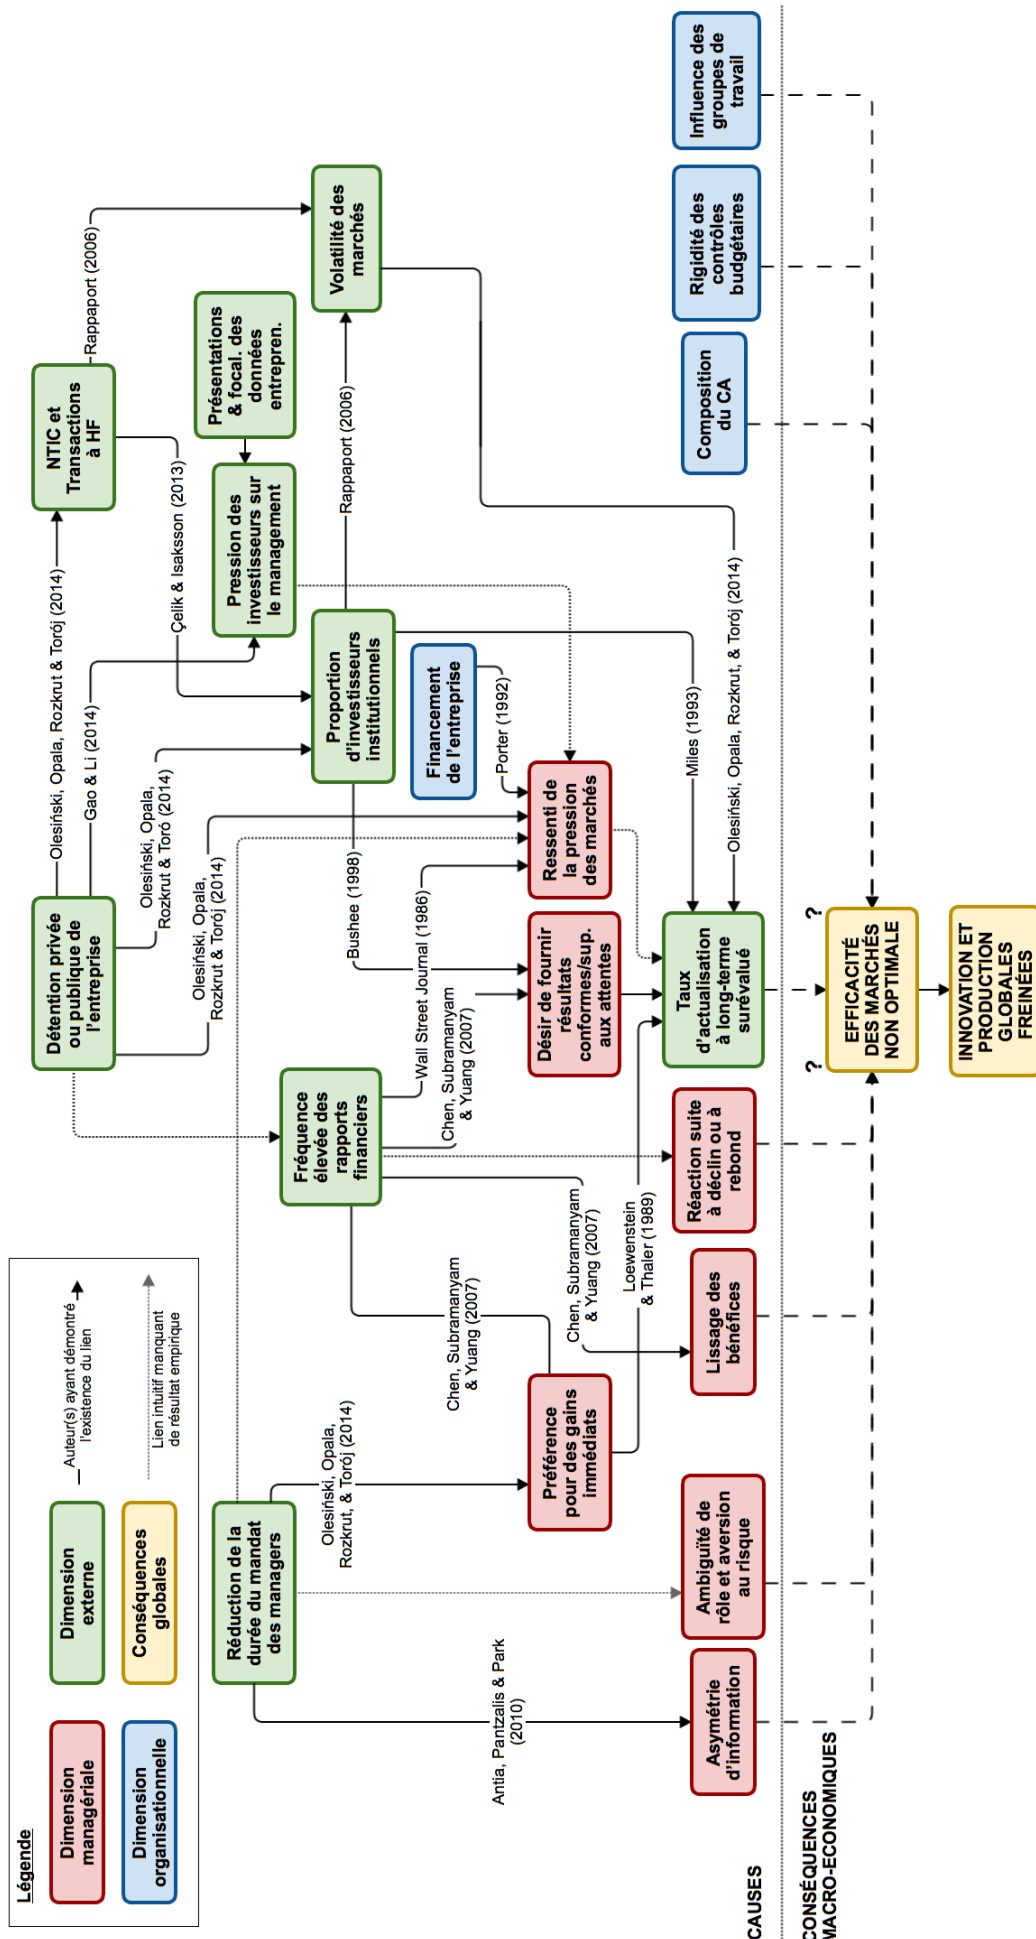 Légende
Dimension
managériale
Dimension
externe
Auteur(s) ayant démontré
l'existence du lien
Dimension
organisationnelle
Conséquences
globales
Lien intuitif manquant
de résultat empirique
Détention privée
ou publique de
l'entreprise
Olesiński, Opala, Rozkrut & Torój (2014)
NTIC et
Transactions
à HF
Rappaport (2006)
Gao & Li (2014)
Olesiński, Opala,
Rozkrut & Toró (2014)
Çelik & Isaksson (2013)
Olesiński, Opala,
Rozkrut & Torój (2014)
Réduction de la
durée du mandat
des managers
Pression des
investisseurs sur
le management
Présentations
& focal. des
données
entrepren.
Fréquence
élevée des
rapports
financiers
Proportion
d'investisseurs
institutionnels
Rappaport (2006)
Volatilité des
marchés
Olesiński, Opala,
Rozkrut, & Torój (2014)
Bushee (1998)
Wall Street Journal (1986)
Chen, Subramanyam
& Yuang (2007)
Chen, Subramanyam
& Yuang (2007)
Financement
de l'entreprise
Porter (1992)
Antia, Pantzalis & Park
(2010)
Préférence
pour des gains
immédiats
Chen, Subramanyam
& Yuang (2007)
Désir de fournir
résultats
conformes/sup.
aux attentes
Ressenti de
la pression
des marchés
Loewenstein
& Thaler (1989)
Miles (1993)
Olesiński, Opala, Rozkrut, & Torój (2014)
Asymétrie
d'information
Ambiguïté de
rôle et aversion
au risque
Lissage des
bénéfices
Réaction suite
à déclin ou à
rebond
Taux
d'actualisation
à long-terme
surévalué
Composition
du CA
Rigidité des
contrôles
budgétaires
Influence des
groupes de
travail
CAUSES
CONSÉQUENCES
MACRO-ECONOMIQUES
?
?
EFFICACITÉ
DES MARCHÉS
NON OPTIMALE
INNOVATION ET
PRODUCTION
GLOBALES
FREINÉES